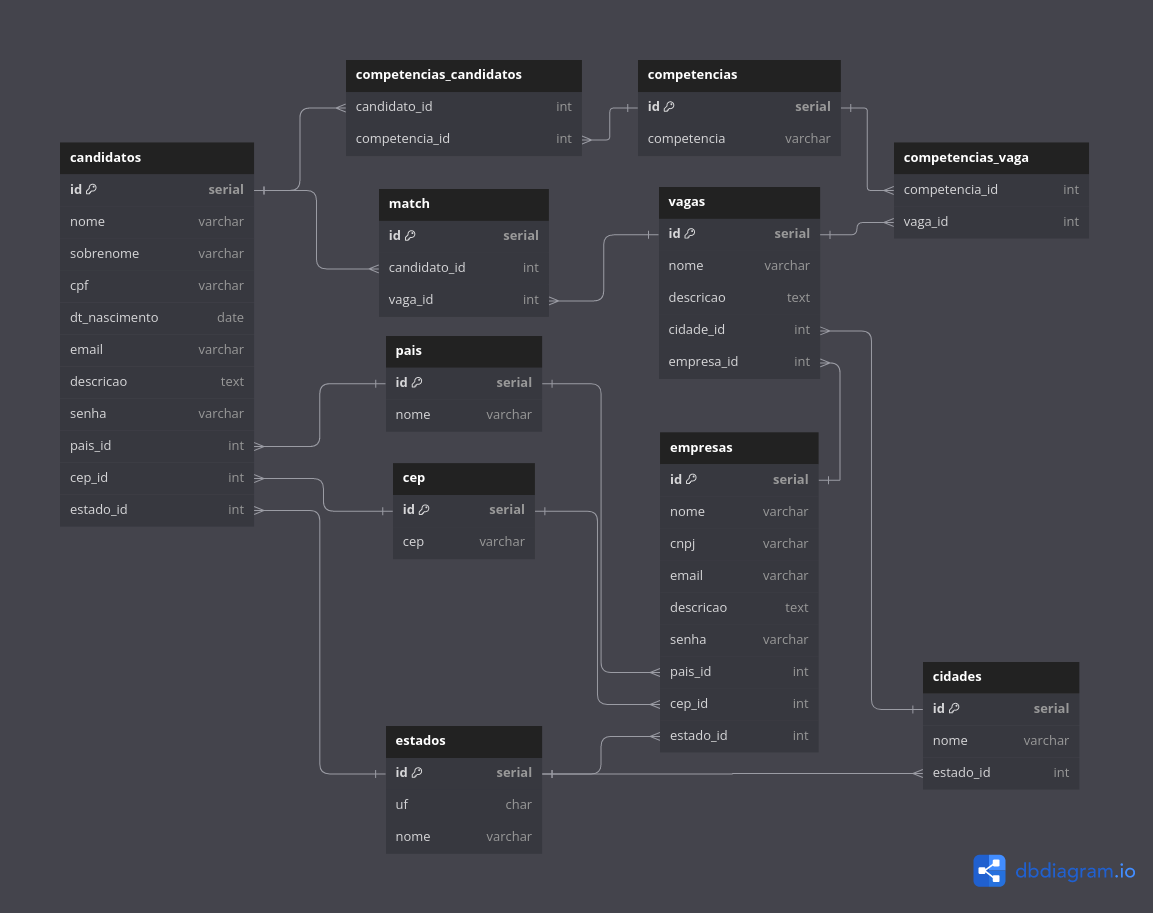 competencias_candidatos
candidato_id int
competencia_id int
competencias
id serial
competencia varchar
competencias_vaga
competencia_id int
vaga_id int
candidatos
id serial
nome varchar
sobrenome varchar
cpf varchar
dt_nascimento date
email varchar
descricao text
senha varchar
pais_id int
cep_id int
estado_id int
match
id serial
candidato_id int
vaga_id int
vagas
id serial
nome varchar
descricao text
cidade_id int
empresa_id int
pais
id serial
nome varchar
cep
id serial
cep varchar
empresas
id serial
nome varchar
cnpj varchar
email varchar
descricao text
senha varchar
pais_id int
cep_id int
estado_id int
cidades
id serial
nome varchar
estado_id int
estados
id serial
uf char
nome varchar
dbdiagram.io